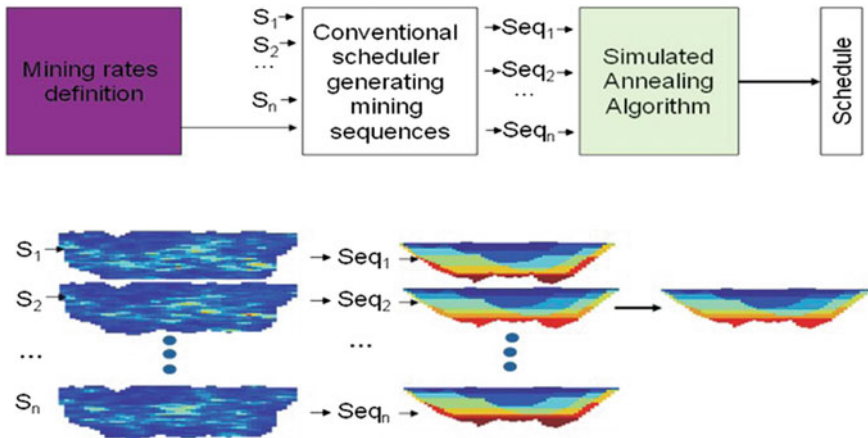 Mining rates
definition
S1
S2
...
Sn
Conventional
scheduler
generating
mining
sequences
Seq1
Seq2
...
Seqn
Simulated
Annealing
Algorithm
Schedule
S1
Seq1
S2
Seq2
...
...
Sn
Seqn